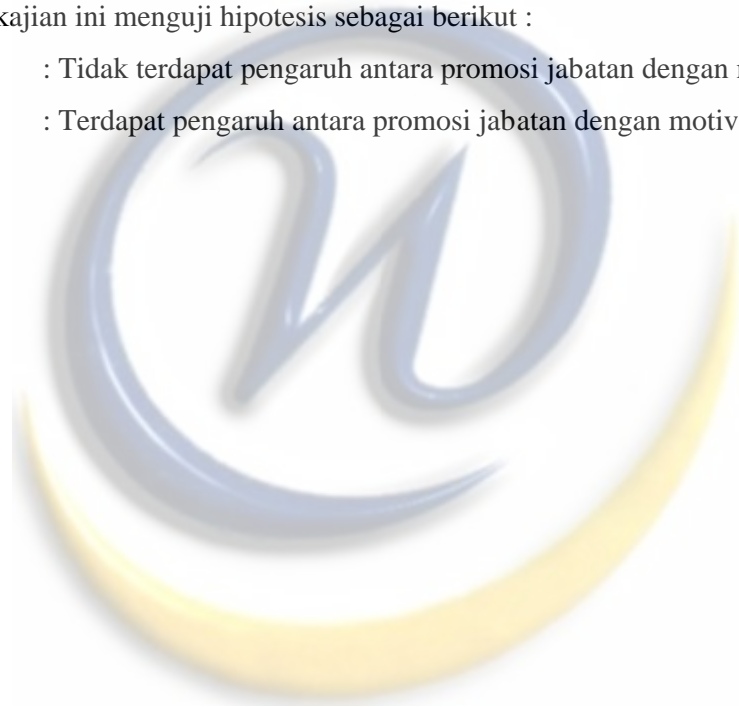 kajian ini menguji hipotesis sebagai berikut :
: Tidak terdapat pengaruh antara promosi jabatan dengan
: Terdapat pengaruh antara promosi jabatan dengan